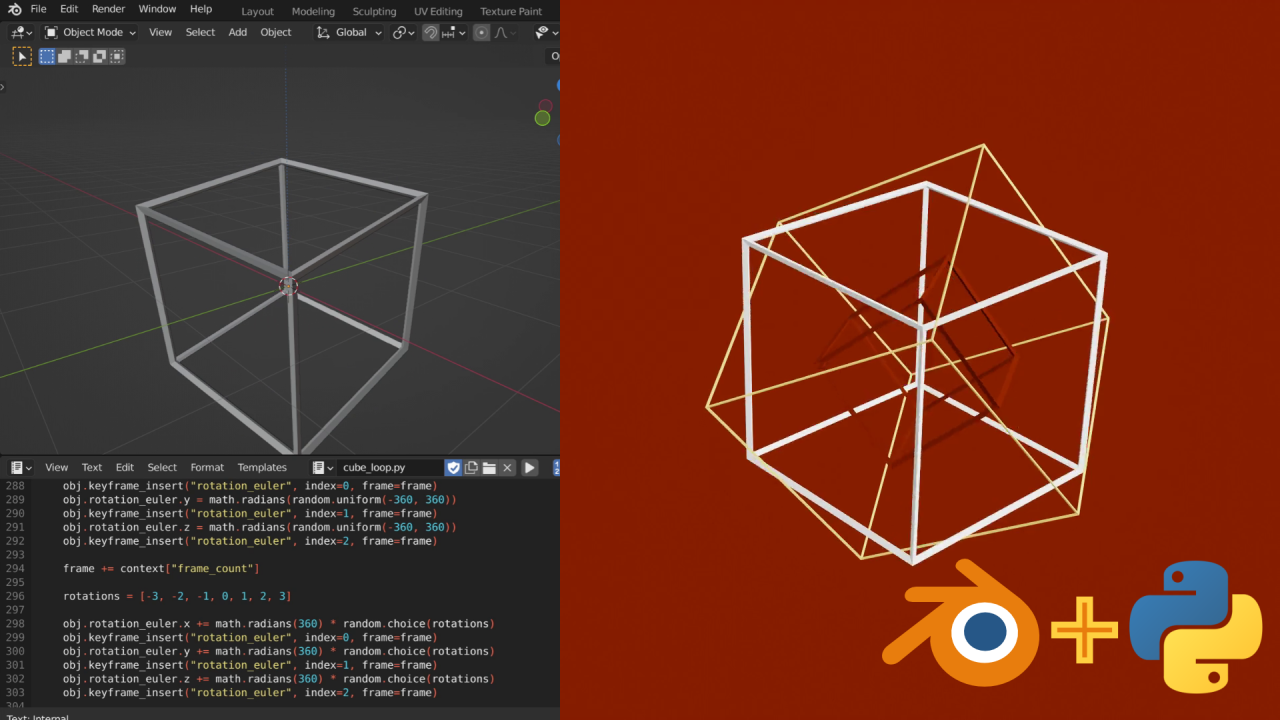 File Edit Render Window Help Layout Modeling Sculpting UV Editing Texture Paint
Object Mode View Select Add Object Global
View Text Edit Select Format Templates cube_loop.py
288 obj.keyframe_insert("rotation_euler", index=0, frame=frame)
289 obj.rotation_euler.y = math.radians(random.uniform(-360, 360))
290 obj.keyframe_insert("rotation_euler", index=1, frame=frame)
291 obj.rotation_euler.z = math.radians(random.uniform(-360, 360))
292 obj.keyframe_insert("rotation_euler", index=2, frame=frame)
293
294 frame += context["frame_count"]
295
296 rotations = [-3, -2, -1, 0, 1, 2, 3]
297
298 obj.rotation_euler.x += math.radians(360) * random.choice(rotations)
299 obj.keyframe_insert("rotation_euler", index=0, frame=frame)
300 obj.rotation_euler.y += math.radians(360) * random.choice(rotations)
301 obj.keyframe_insert("rotation_euler", index=1, frame=frame)
302 obj.rotation_euler.z += math.radians(360) * random.choice(rotations)
303 obj.keyframe_insert("rotation_euler", index=2, frame=frame)
304
Text: Internal